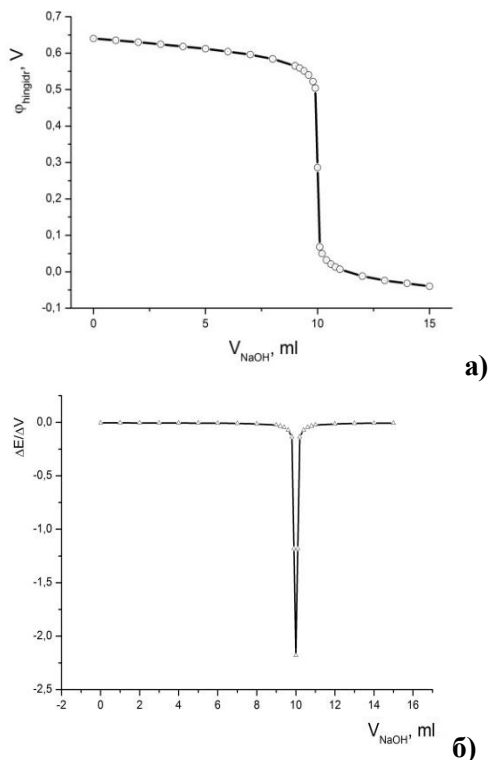 0,7
0,6
0,5
0,4
0,3
0,2
0,1
0,0
-0,1
φhingidr, V
0 5 10 15
VNaOH, ml
а)
0,0
-0,5
-1,0
-1,5
-2,0
-2,5
ΔE/ΔV
-2 0 2 4 6 8 10 12 14 16
VNaOH, ml
б)